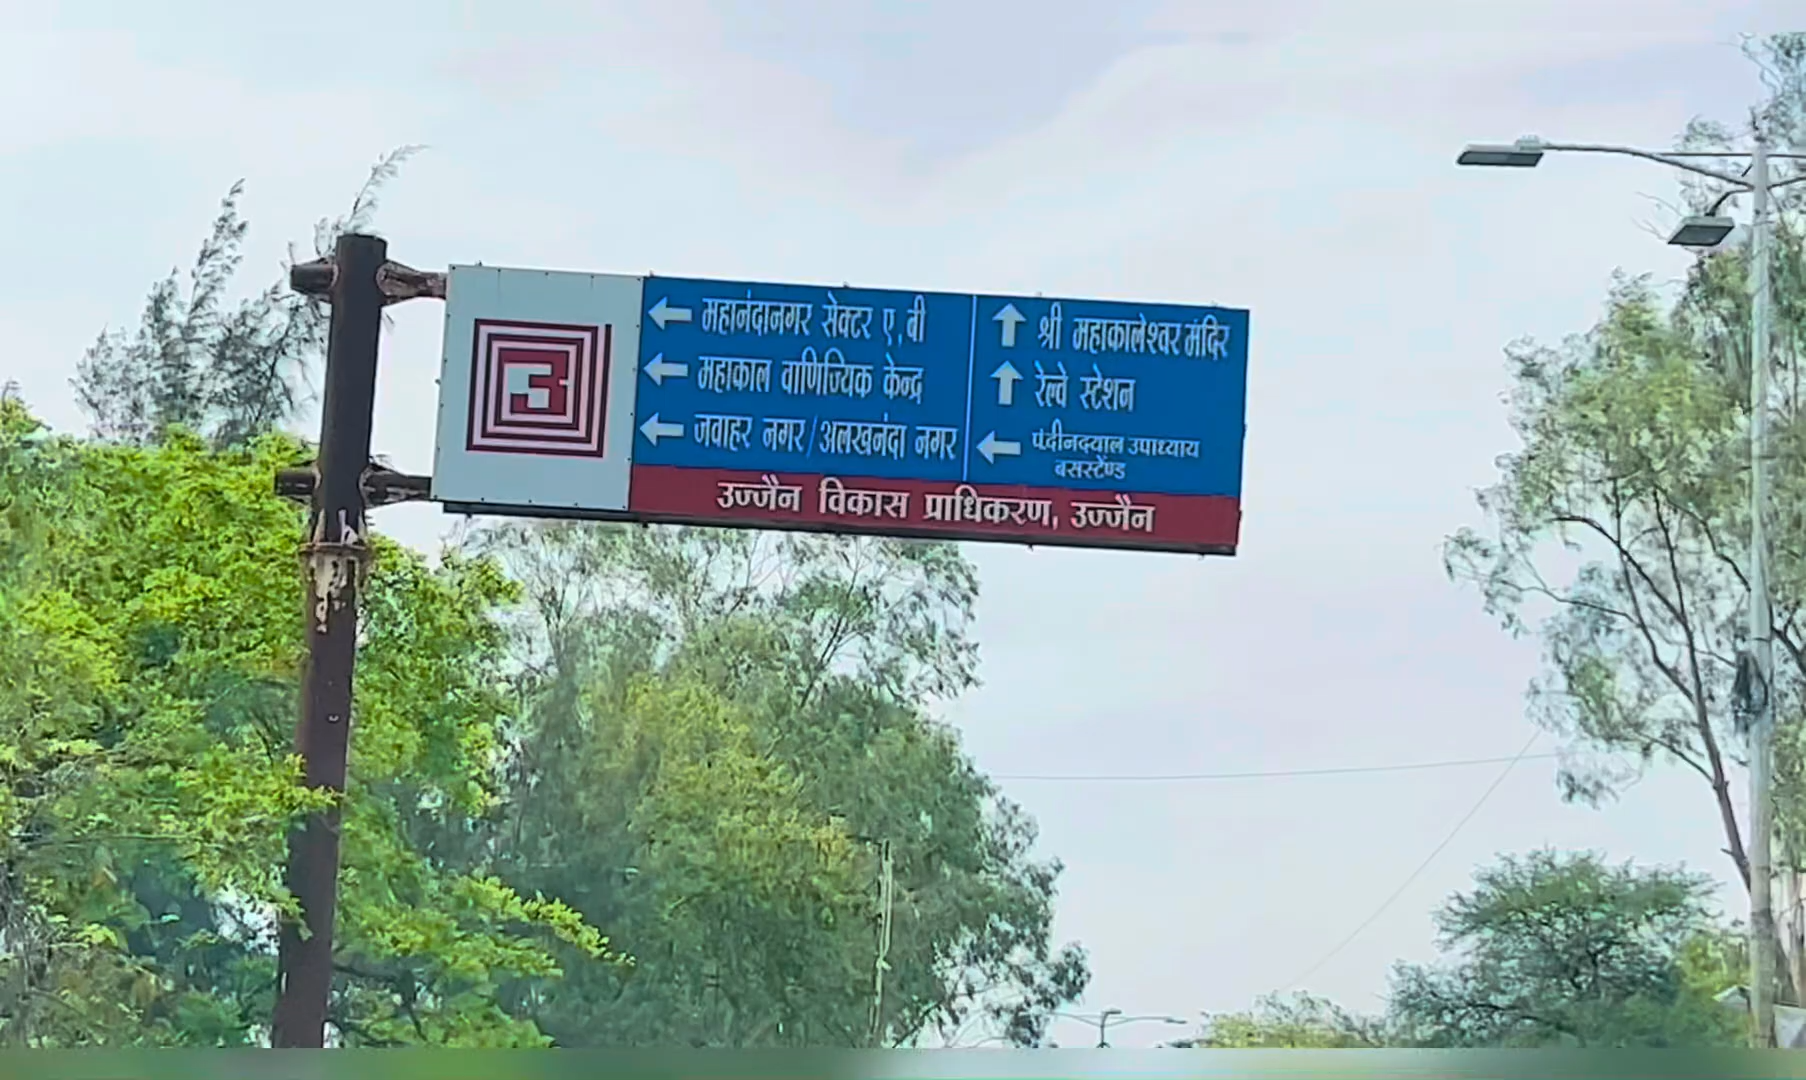 महानंदानगर सेक्टर ए, बी
महाकाल वाणिज्यिक केन्द्र
जवाहर नगर/अलखनंदा नगर
श्री महाकालेश्वर मंदिर
रेल्वे स्टेशन
पं.दीनदयाल उपाध्याय
बसस्टेण्ड
उज्जैन विकास प्राधिकरण, उज्जैन